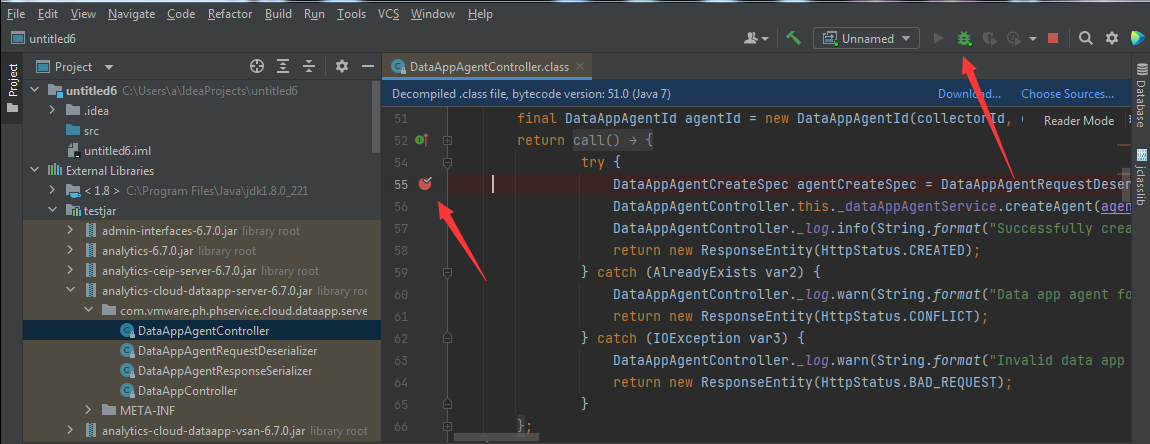 File Edit View Navigate Code Refactor Build Run Tools VCS Window Help
untitled6
Unnamed
Project
Project
DataAppAgentController.class
untitled6 C:\Users\a\IdeaProjects\untitled6
.idea
src
untitled6.iml
External Libraries
< 1.8 > C:\Program Files\Java\jdk1.8.0_221
testjar
admin-interfaces-6.7.0.jar library root
analytics-6.7.0.jar library root
analytics-ceip-server-6.7.0.jar library root
analytics-cloud-dataapp-server-6.7.0.jar library roo
com.vmware.ph.phservice.cloud.dataapp.serve
DataAppAgentController
DataAppAgentRequestDeserializer
DataAppAgentResponseSerializer
DataAppController
META-INF
analytics-cloud-dataapp-vsan-6.7.0.jar library root
Decompiled .class file, bytecode version: 51.0 (Java 7) Download... Choose Sources...
Reader Mode
51 final DataAppAgentId agentId = new DataAppAgentId(collectorId,
52 return call() → {
54 try {
55 DataAppAgentCreateSpec agentCreateSpec = DataAppAgentRequestDeser
56 DataAppAgentController.this._dataAppAgentService.createAgent(agen
57 DataAppAgentController._log.info(String.format("Successfully crea
58 return new ResponseEntity(HttpStatus.CREATED);
59 } catch (AlreadyExists var2) {
60 DataAppAgentController._log.warn(String.format("Data app agent fo
61 return new ResponseEntity(HttpStatus.CONFLICT);
62 } catch (IOException var3) {
63 DataAppAgentController._log.warn(String.format("Invalid data app
64 return new ResponseEntity(HttpStatus.BAD_REQUEST);
65 }
66 };
Database
jclasslib